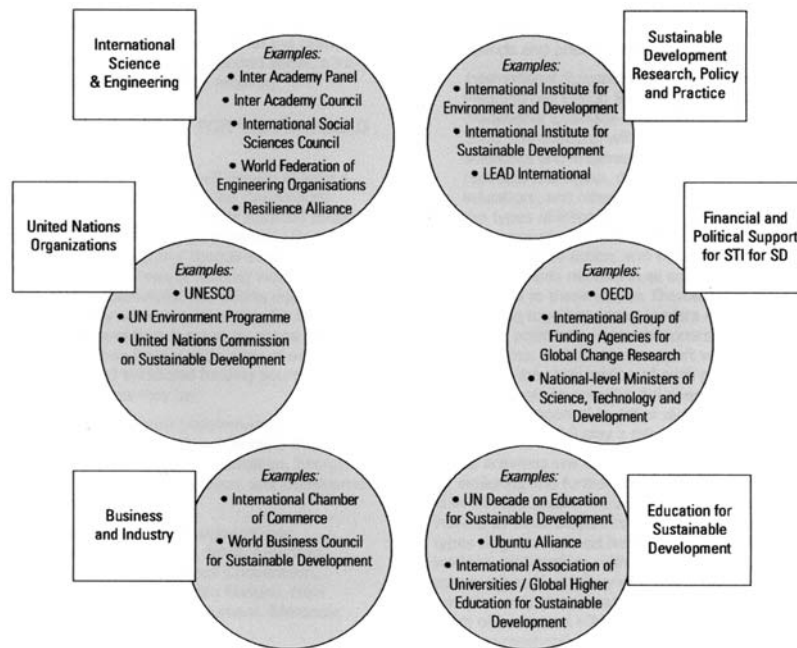 International
Science
& Engineering
Examples:
• Inter Academy Panel
• Inter Academy Council
• International Social
Sciences Council
• World Federation of
Engineering Organisations
• Resilience Alliance
Sustainable
Development
Research, Policy
and Practice
Examples:
• International Institute for
Environment and Development
• International Institute for
Sustainable Development
• LEAD International
United Nations
Organizations
Examples:
• UNESCO
• UN Environment Programme
• United Nations Commission
on Sustainable Development
Financial and
Political Support
for STI for SD
Examples:
• OECD
• International Group of
Funding Agencies for
Global Change Research
• National-level Ministers of
Science, Technology and
Development
Business
and Industry
Examples:
• International Chamber
of Commerce
• World Business Council
for Sustainable Development
Education for
Sustainable
Development
Examples:
• UN Decade on Education
for Sustainable Development
• Ubuntu Alliance
• International Association of
Universities / Global Higher
Education for Sustainable
Development